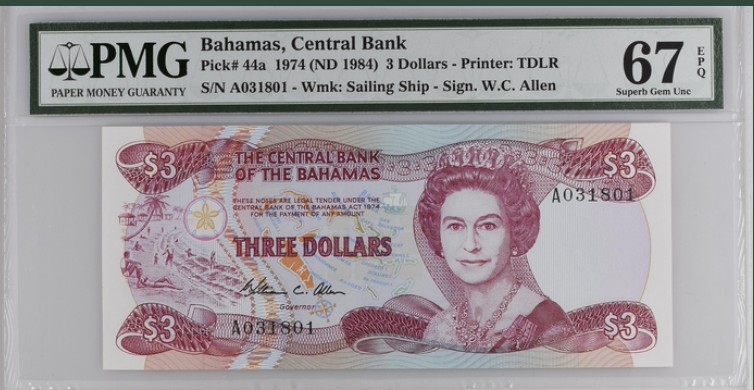 PMG
PAPER MONEY GUARANTY
Bahamas, Central Bank
Pick# 44a 1974 (ND 1984) 3 Dollars - Printer: TDLR
S/N A031801 - Wmk: Sailing Ship - Sign. W.C. Allen
67 EPQ
Superb Gem Unc
$3
$3
THE CENTRAL BANK
OF THE BAHAMAS
A031801
THESE NOTES ARE LEGAL TENDER UNDER THE
CENTRAL BANK OF THE BAHAMAS ACT 1974
FOR THE PAYMENT OF ANY AMOUNT
THREE DOLLARS
William C. Allen
Governor
A031801
$3
$3